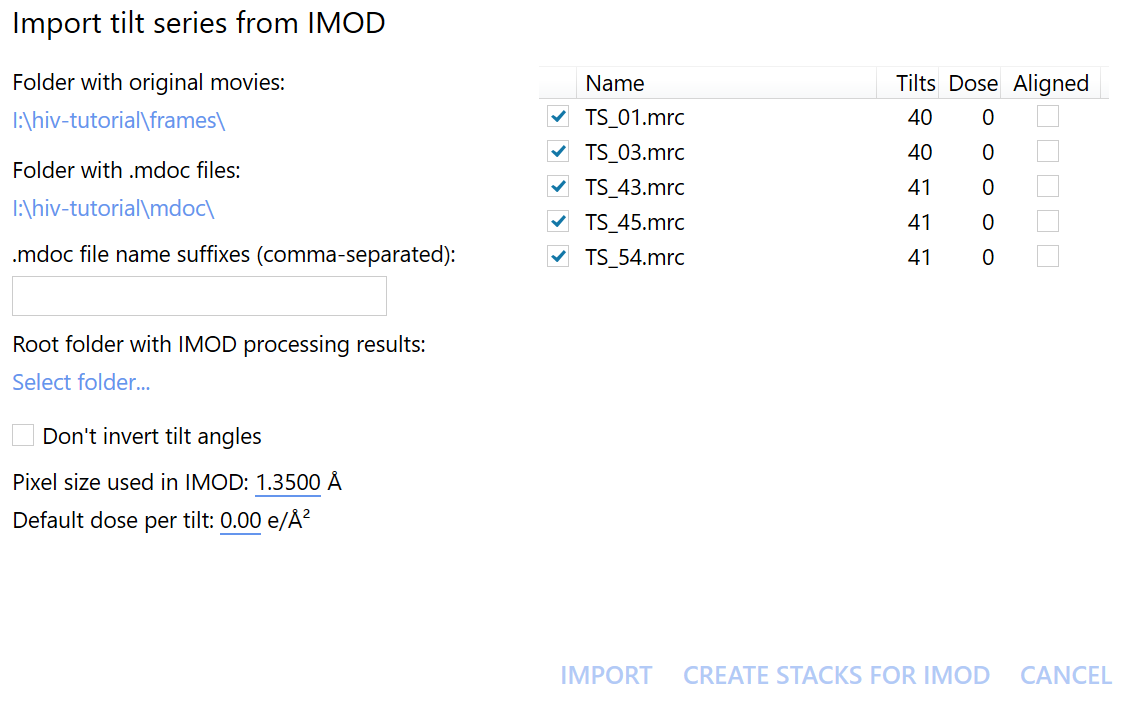 Import tilt series from IMOD
Folder with original movies:
I:\hiv-tutorial\frames\
Folder with .mdoc files:
I:\hiv-tutorial\mdoc\
.mdoc file name suffixes (comma-separated):
Root folder with IMOD processing results:
Select folder...
Don't invert tilt angles
Pixel size used in IMOD: 1.3500 Å
Default dose per tilt: 0.00 e/Å²
Name Tilts Dose Aligned
TS_01.mrc 40 0
TS_03.mrc 40 0
TS_43.mrc 41 0
TS_45.mrc 41 0
TS_54.mrc 41 0
IMPORT CREATE STACKS FOR IMOD CANCEL